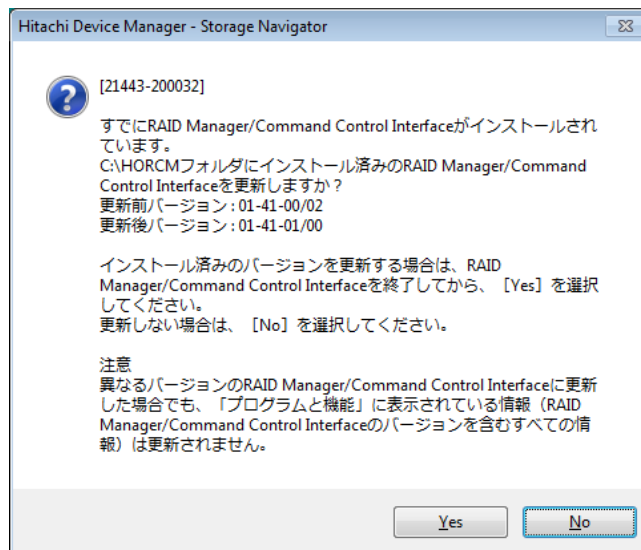 Hitachi Device Manager - Storage Navigator
[21443-200032]
すでにRAID Manager/Command Control Interfaceがインストールされ
ています。
C:\HORCMフォルダにインストール済みのRAID Manager/Command
Control Interfaceを更新しますか？
更新前バージョン : 01-41-00/02
更新後バージョン : 01-41-01/00
インストール済みのバージョンを更新する場合は、RAID
Manager/Command Control Interfaceを終了してから、［Yes］を選択
してください。
更新しない場合は、［No］を選択してください。
注意
異なるバージョンのRAID Manager/Command Control Interfaceに更新
した場合でも、「プログラムと機能」に表示されている情報（RAID
Manager/Command Control Interfaceのバージョンを含むすべての情
報）は更新されません。
Yes
No